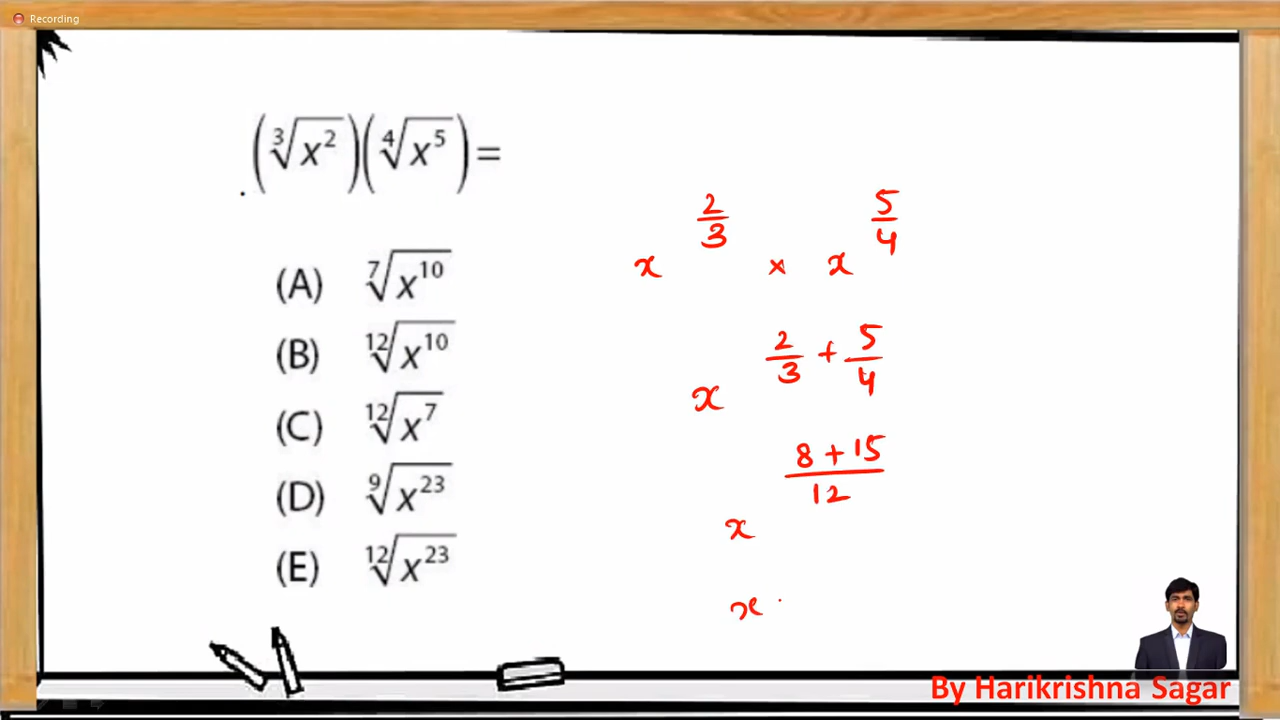 Recording
. (∛x²)(∜x⁵) =
(A) ⁷√x¹⁰
(B) ¹²√x¹⁰
(C) ¹²√x⁷
(D) ⁹√x²³
(E) ¹²√x²³
x^(2/3) × x^(5/4)
x^(2/3 + 5/4)
x^((8 + 15)/12)
x
By Harikrishna Sagar